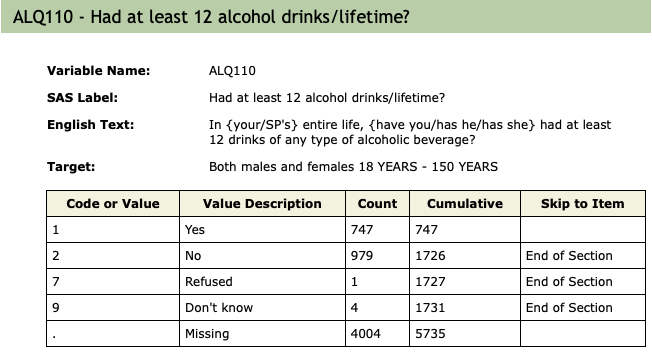 ALQ110 - Had at least 12 alcohol drinks/lifetime?
Variable Name: ALQ110
SAS Label: Had at least 12 alcohol drinks/lifetime?
English Text: In {your/SP's} entire life, {have you/has he/has she} had at least
12 drinks of any type of alcoholic beverage?
Target: Both males and females 18 YEARS - 150 YEARS
Code or Value Value Description Count Cumulative Skip to Item
1 Yes 747 747
2 No 979 1726 End of Section
7 Refused 1 1727 End of Section
9 Don't know 4 1731 End of Section
. Missing 4004 5735